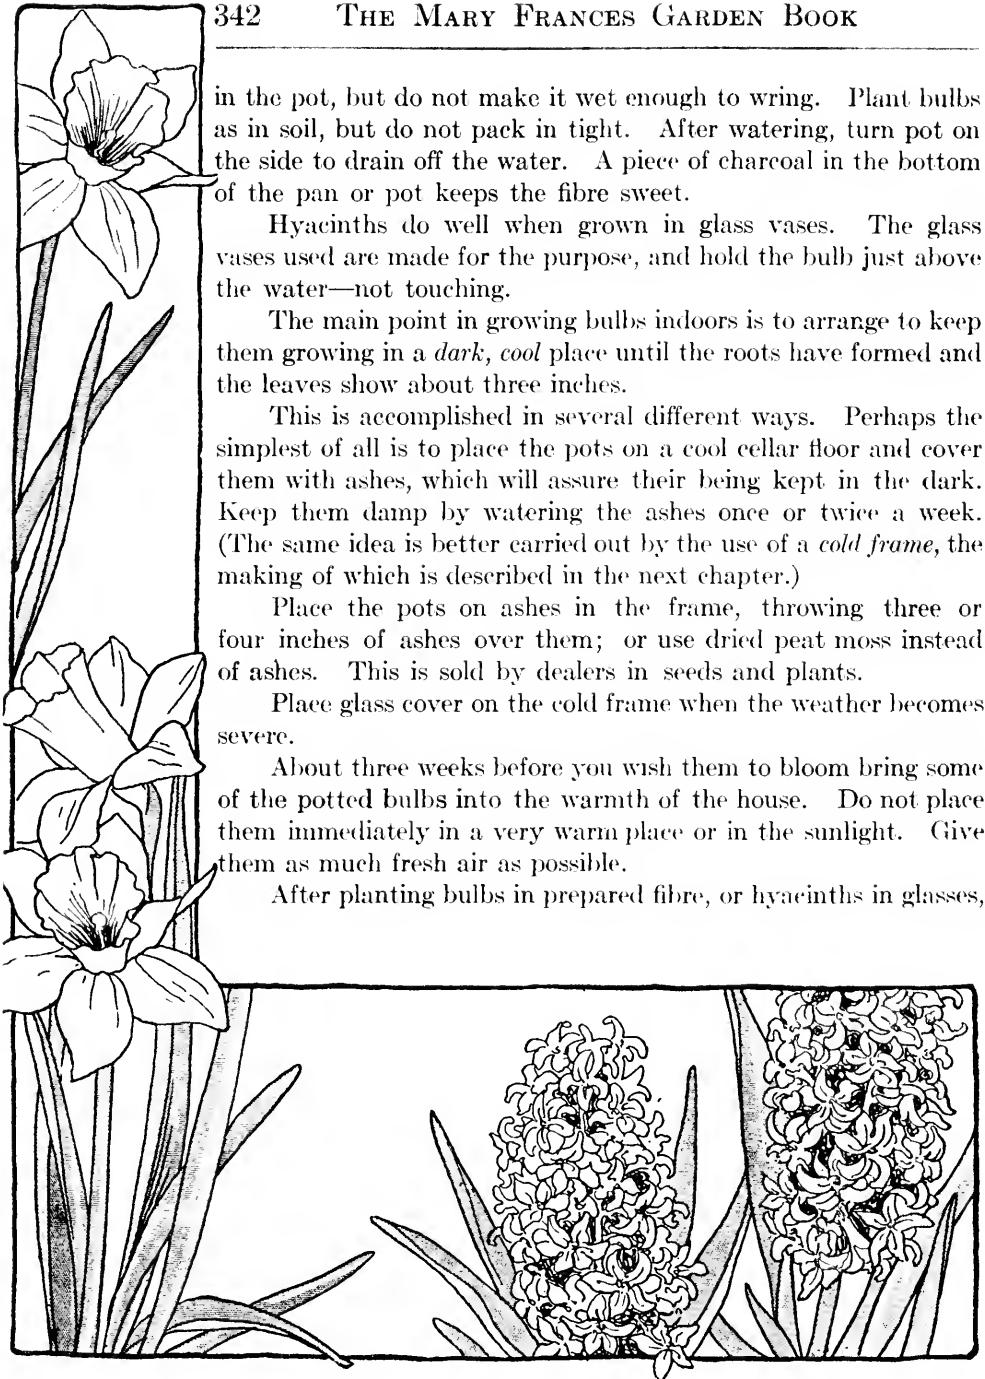 342 The Mary Frances Garden Book
in the pot, but do not make it wet enough to wring. Plant bulbs
as in soil, but do not pack in tight. After watering, turn pot on
the side to drain off the water. A piece of charcoal in the bottom
of the pan or pot keeps the fibre sweet.
Hyacinths do well when grown in glass vases. The glass
vases used are made for the purpose, and hold the bulb just above
the water—not touching.
The main point in growing bulbs indoors is to arrange to keep
them growing in a dark, cool place until the roots have formed and
the leaves show about three inches.
This is accomplished in several different ways. Perhaps the
simplest of all is to place the pots on a cool cellar floor and cover
them with ashes, which will assure their being kept in the dark.
Keep them damp by watering the ashes once or twice a week.
(The same idea is better carried out by the use of a cold frame, the
making of which is described in the next chapter.)
Place the pots on ashes in the frame, throwing three or
four inches of ashes over them; or use dried peat moss instead
of ashes. This is sold by dealers in seeds and plants.
Place glass cover on the cold frame when the weather becomes
severe.
About three weeks before you wish them to bloom bring some
of the potted bulbs into the warmth of the house. Do not place
them immediately in a very warm place or in the sunlight. Give
them as much fresh air as possible.
After planting bulbs in prepared fibre, or hyacinths in glasses,